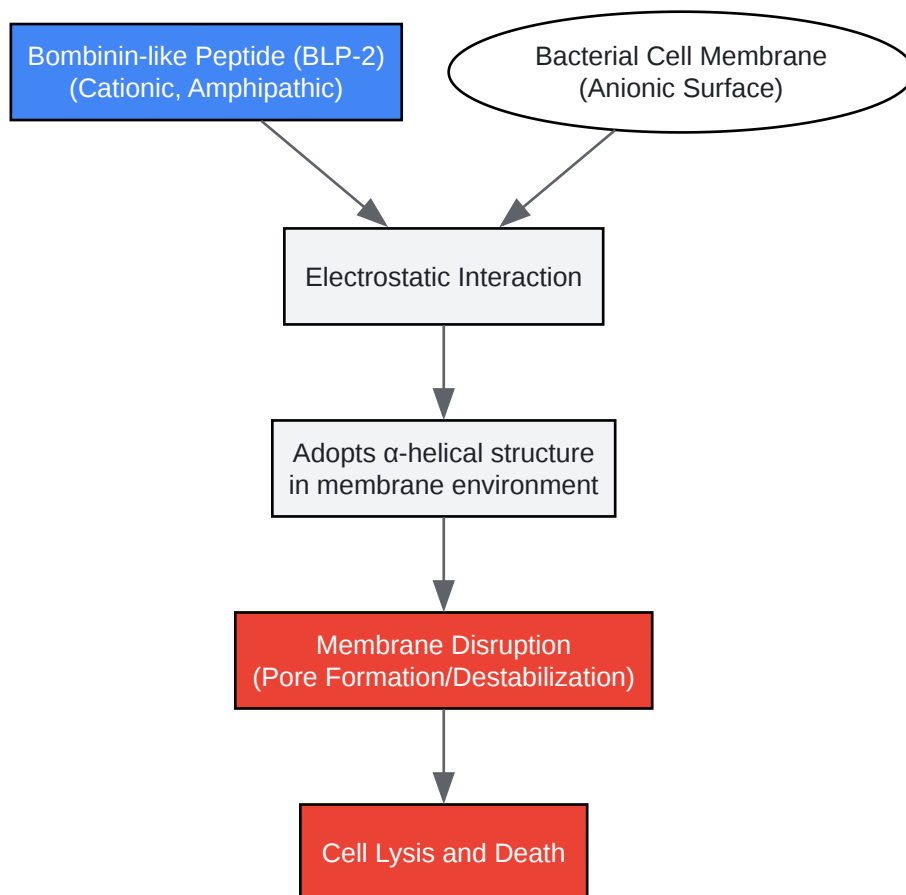 Bombinin-like Peptide (BLP-2)
(Cationic, Amphipathic)
Bacterial Cell Membrane
(Anionic Surface)
Electrostatic Interaction
Adopts α-helical structure
in membrane environment
Membrane Disruption
(Pore Formation/Destabilization)
Cell Lysis and Death